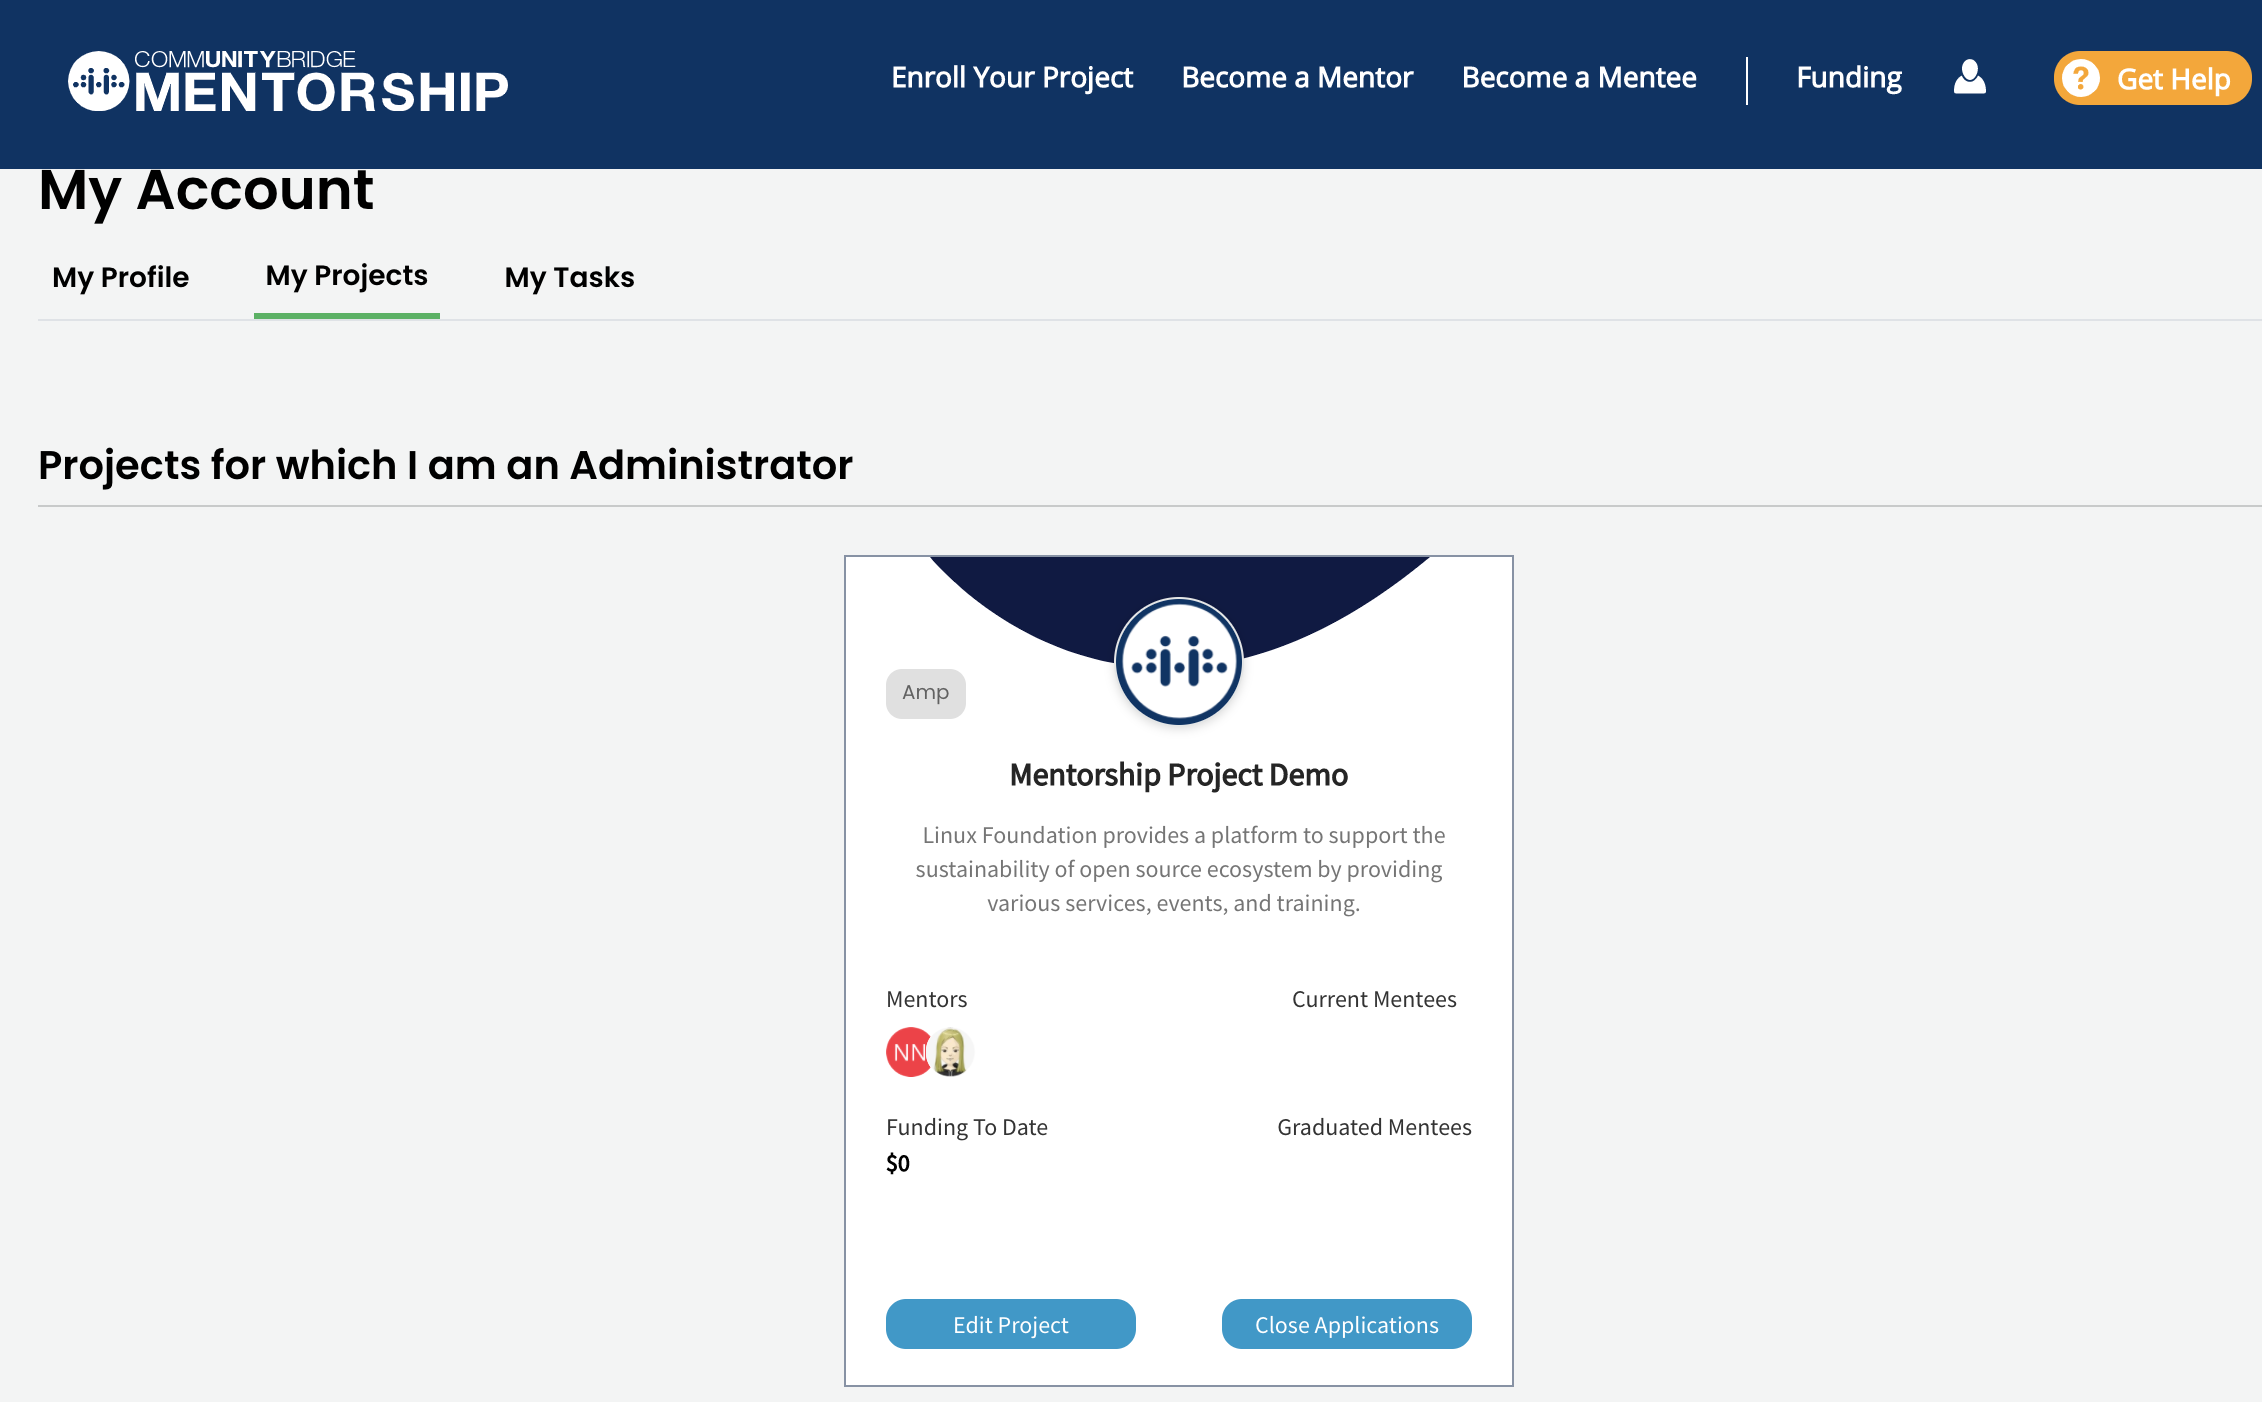 COMMUNITYBRIDGE
MENTORSHIP
Enroll Your Project
Become a Mentor
Become a Mentee
Funding
? Get Help
My Account
My Profile
My Projects
My Tasks
Projects for which I am an Administrator
Amp
Mentorship Project Demo
Linux Foundation provides a platform to support the
sustainability of open source ecosystem by providing
various services, events, and training.
Mentors
Current Mentees
NN
Funding To Date
Graduated Mentees
$0
Edit Project
Close Applications